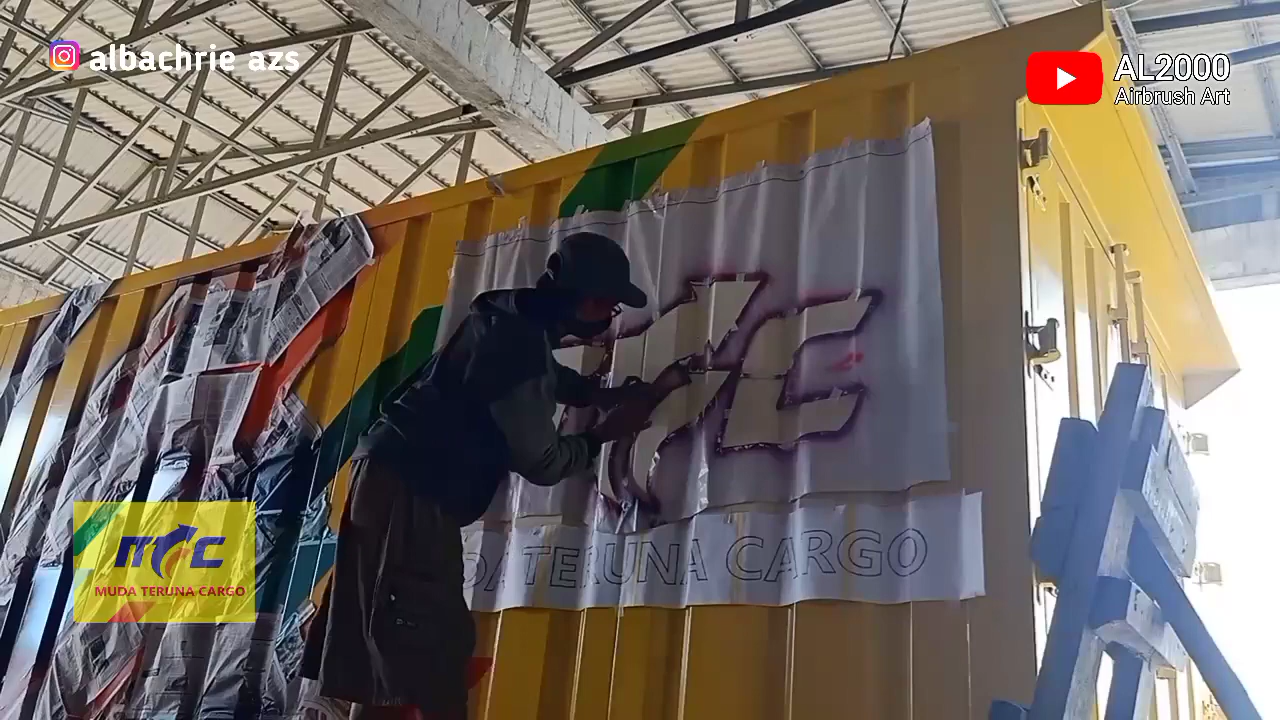 albachrie azs
AL2000
Airbrush Art
TERUNA CARGO
MTC
MUDA TERUNA CARGO